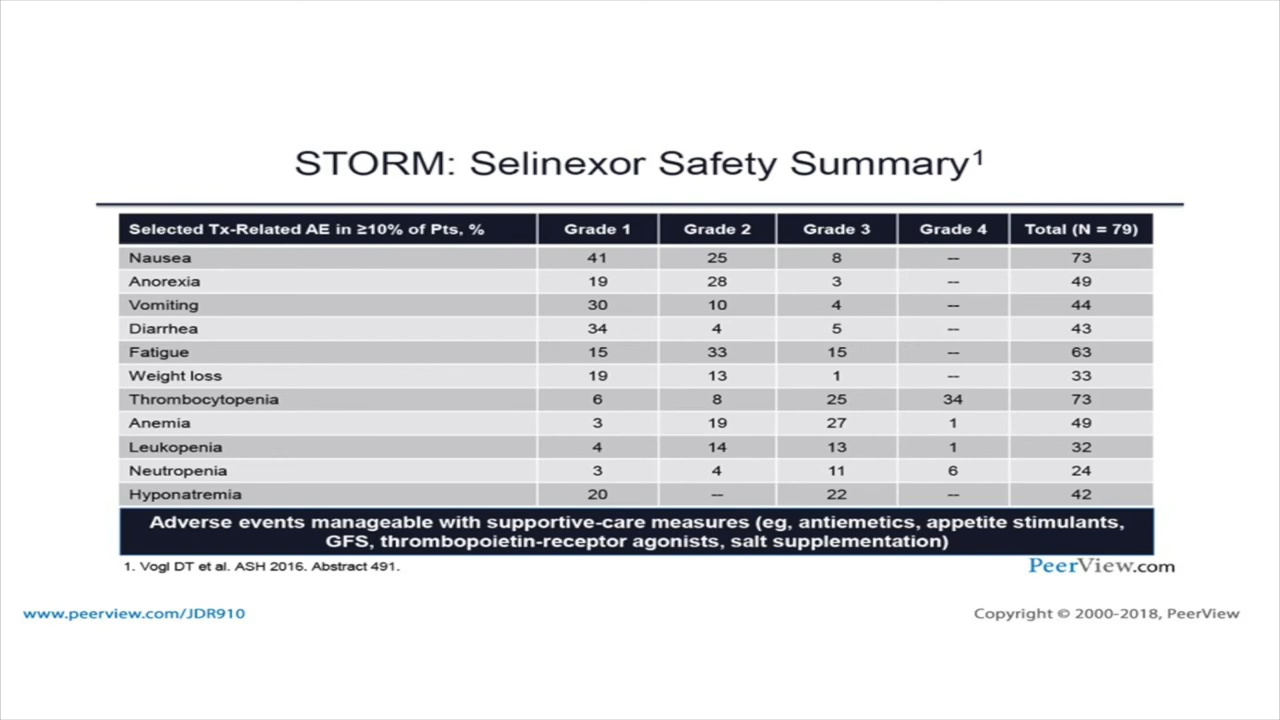 STORM: Selinexor Safety Summary1
Selected Tx-Related AE in ≥10% of Pts, % Grade 1 Grade 2 Grade 3 Grade 4 Total (N = 79)
Nausea 41 25 8 -- 73
Anorexia 19 28 3 -- 49
Vomiting 30 10 4 -- 44
Diarrhea 34 4 5 -- 43
Fatigue 15 33 15 -- 63
Weight loss 19 13 1 -- 33
Thrombocytopenia 6 8 25 34 73
Anemia 3 19 27 1 49
Leukopenia 4 14 13 1 32
Neutropenia 3 4 11 6 24
Hyponatremia 20 -- 22 -- 42
Adverse events manageable with supportive-care measures (eg, antiemetics, appetite stimulants,
GFS, thrombopoietin-receptor agonists, salt supplementation)
1. Vogl DT et al. ASH 2016. Abstract 491.
PeerView.com
www.peerview.com/JDR910
Copyright © 2000-2018, PeerView